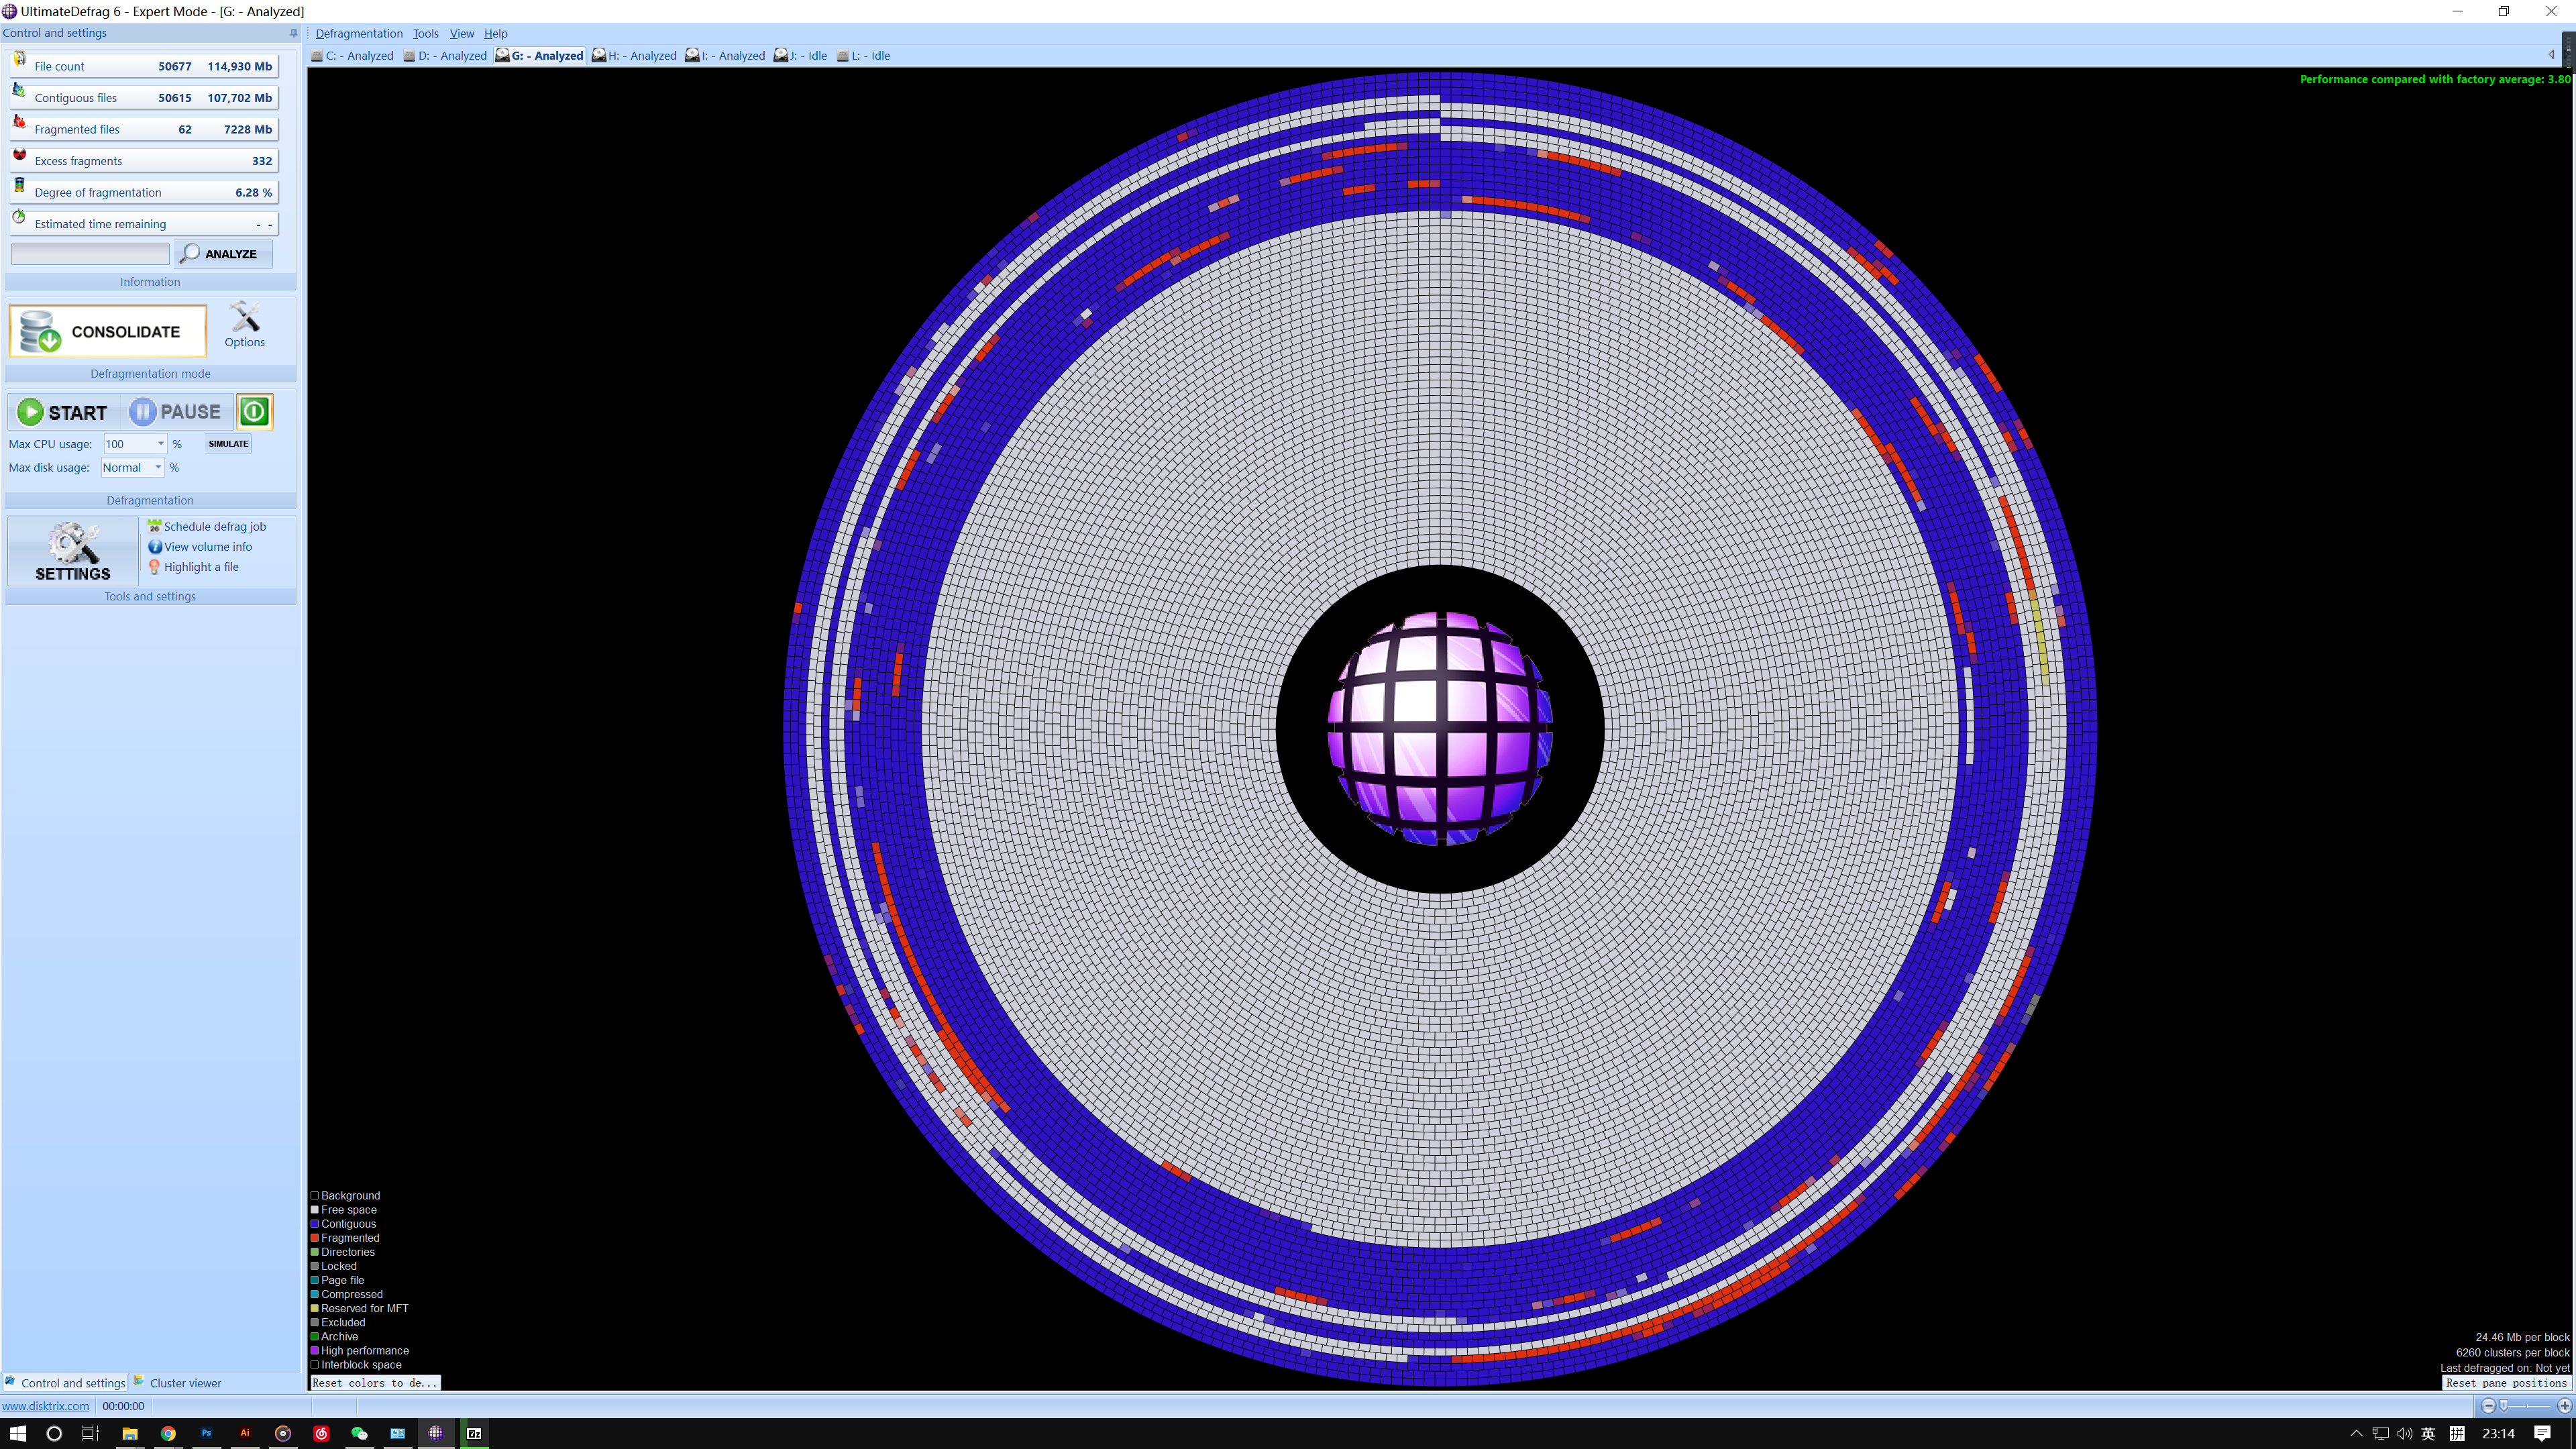 UltimateDefrag 6 - Expert Mode - [G: - Analyzed]
Control and settings
Defragmentation Tools View Help
C: - Analyzed D: - Analyzed G: - Analyzed H: - Analyzed I: - Analyzed J: - Idle L: - Idle
File count 50677 114,930 Mb
Contiguous files 50615 107,702 Mb
Fragmented files 62 7228 Mb
Excess fragments 332
Degree of fragmentation 6.28 %
Estimated time remaining - -
ANALYZE
Information
CONSOLIDATE
Options
Defragmentation mode
START PAUSE
Max CPU usage: 100 % SIMULATE
Max disk usage: Normal %
Defragmentation
SETTINGS
26
Schedule defrag job
View volume info
Highlight a file
Tools and settings
Performance compared with factory average: 3.80
Background
Free space
Contiguous
Fragmented
Directories
Locked
Page file
Compressed
Reserved for MFT
Excluded
Archive
High performance
Interblock space
Reset colors to de...
24.46 Mb per block
6260 clusters per block
Last defragged on: Not yet
Reset pane positions
Control and settings Cluster viewer
www.disktrix.com 00:00:00
Ps Ai
英 拼 23:14